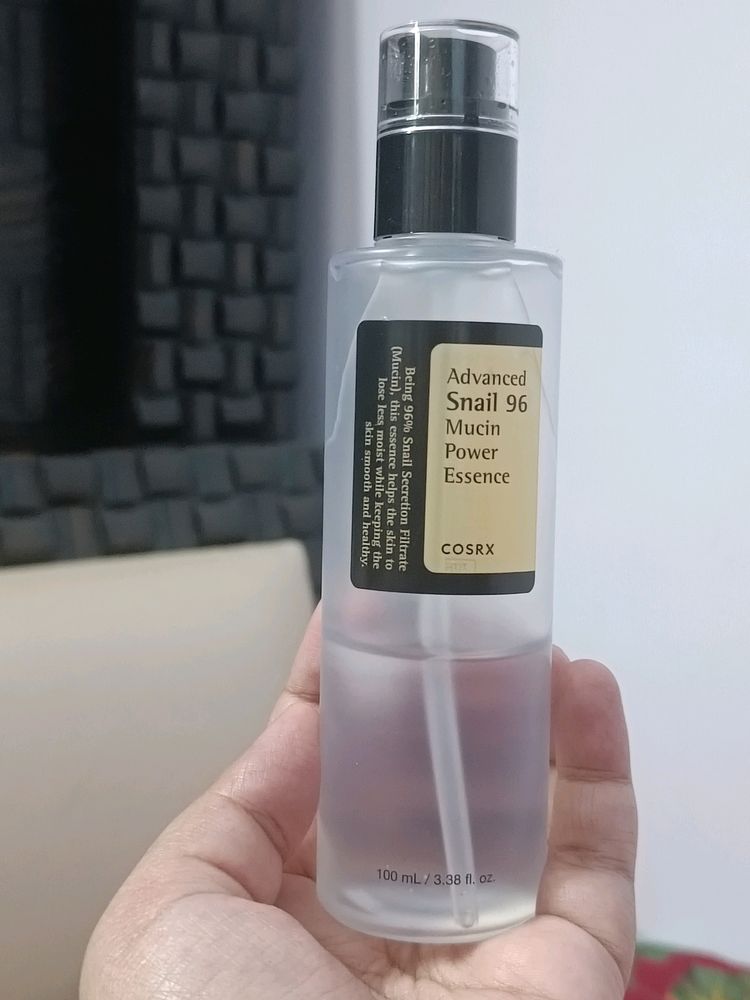 Advanced
Snail 96
Mucin
Power
Essence
COSRX
Being 96% Snail Secretion Filtrate
(Mucin), this essence helps the skin to
lose less moist while keeping the
skin smooth and healthy.
100 mL / 3.38 fl. oz.